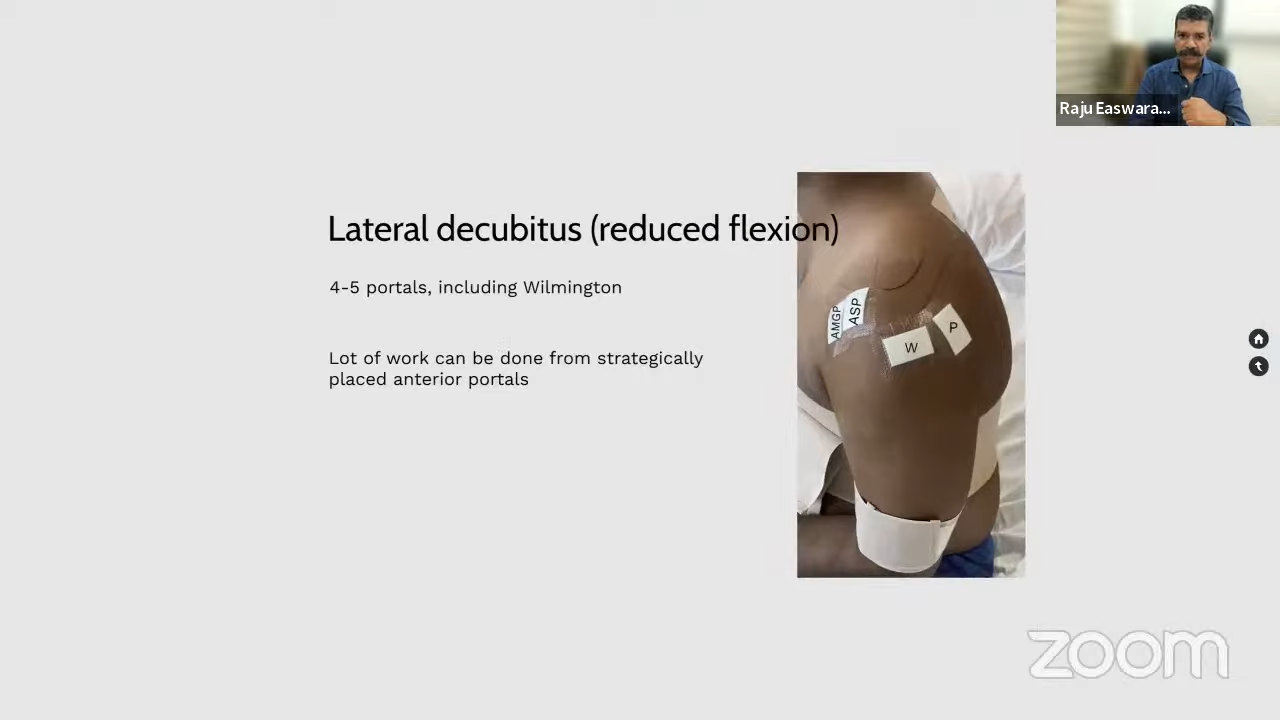 Raju Easwara...
Lateral decubitus (reduced flexion)
4-5 portals, including Wilmington
Lot of work can be done from strategically
placed anterior portals
AMGP
ASP
W
P
zoom